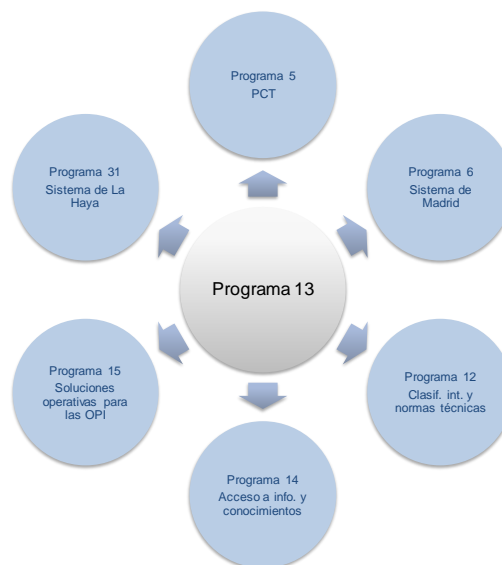 Programa 5
PCT
Programa 31
Sistema de La
Haya
Programa 6
Sistema de
Madrid
Programa 13
Programa 15
Soluciones
operativas para
las OPI
Programa 12
Clasif. int. y
normas técnicas
Programa 14
Acceso a info. y
conocimientos